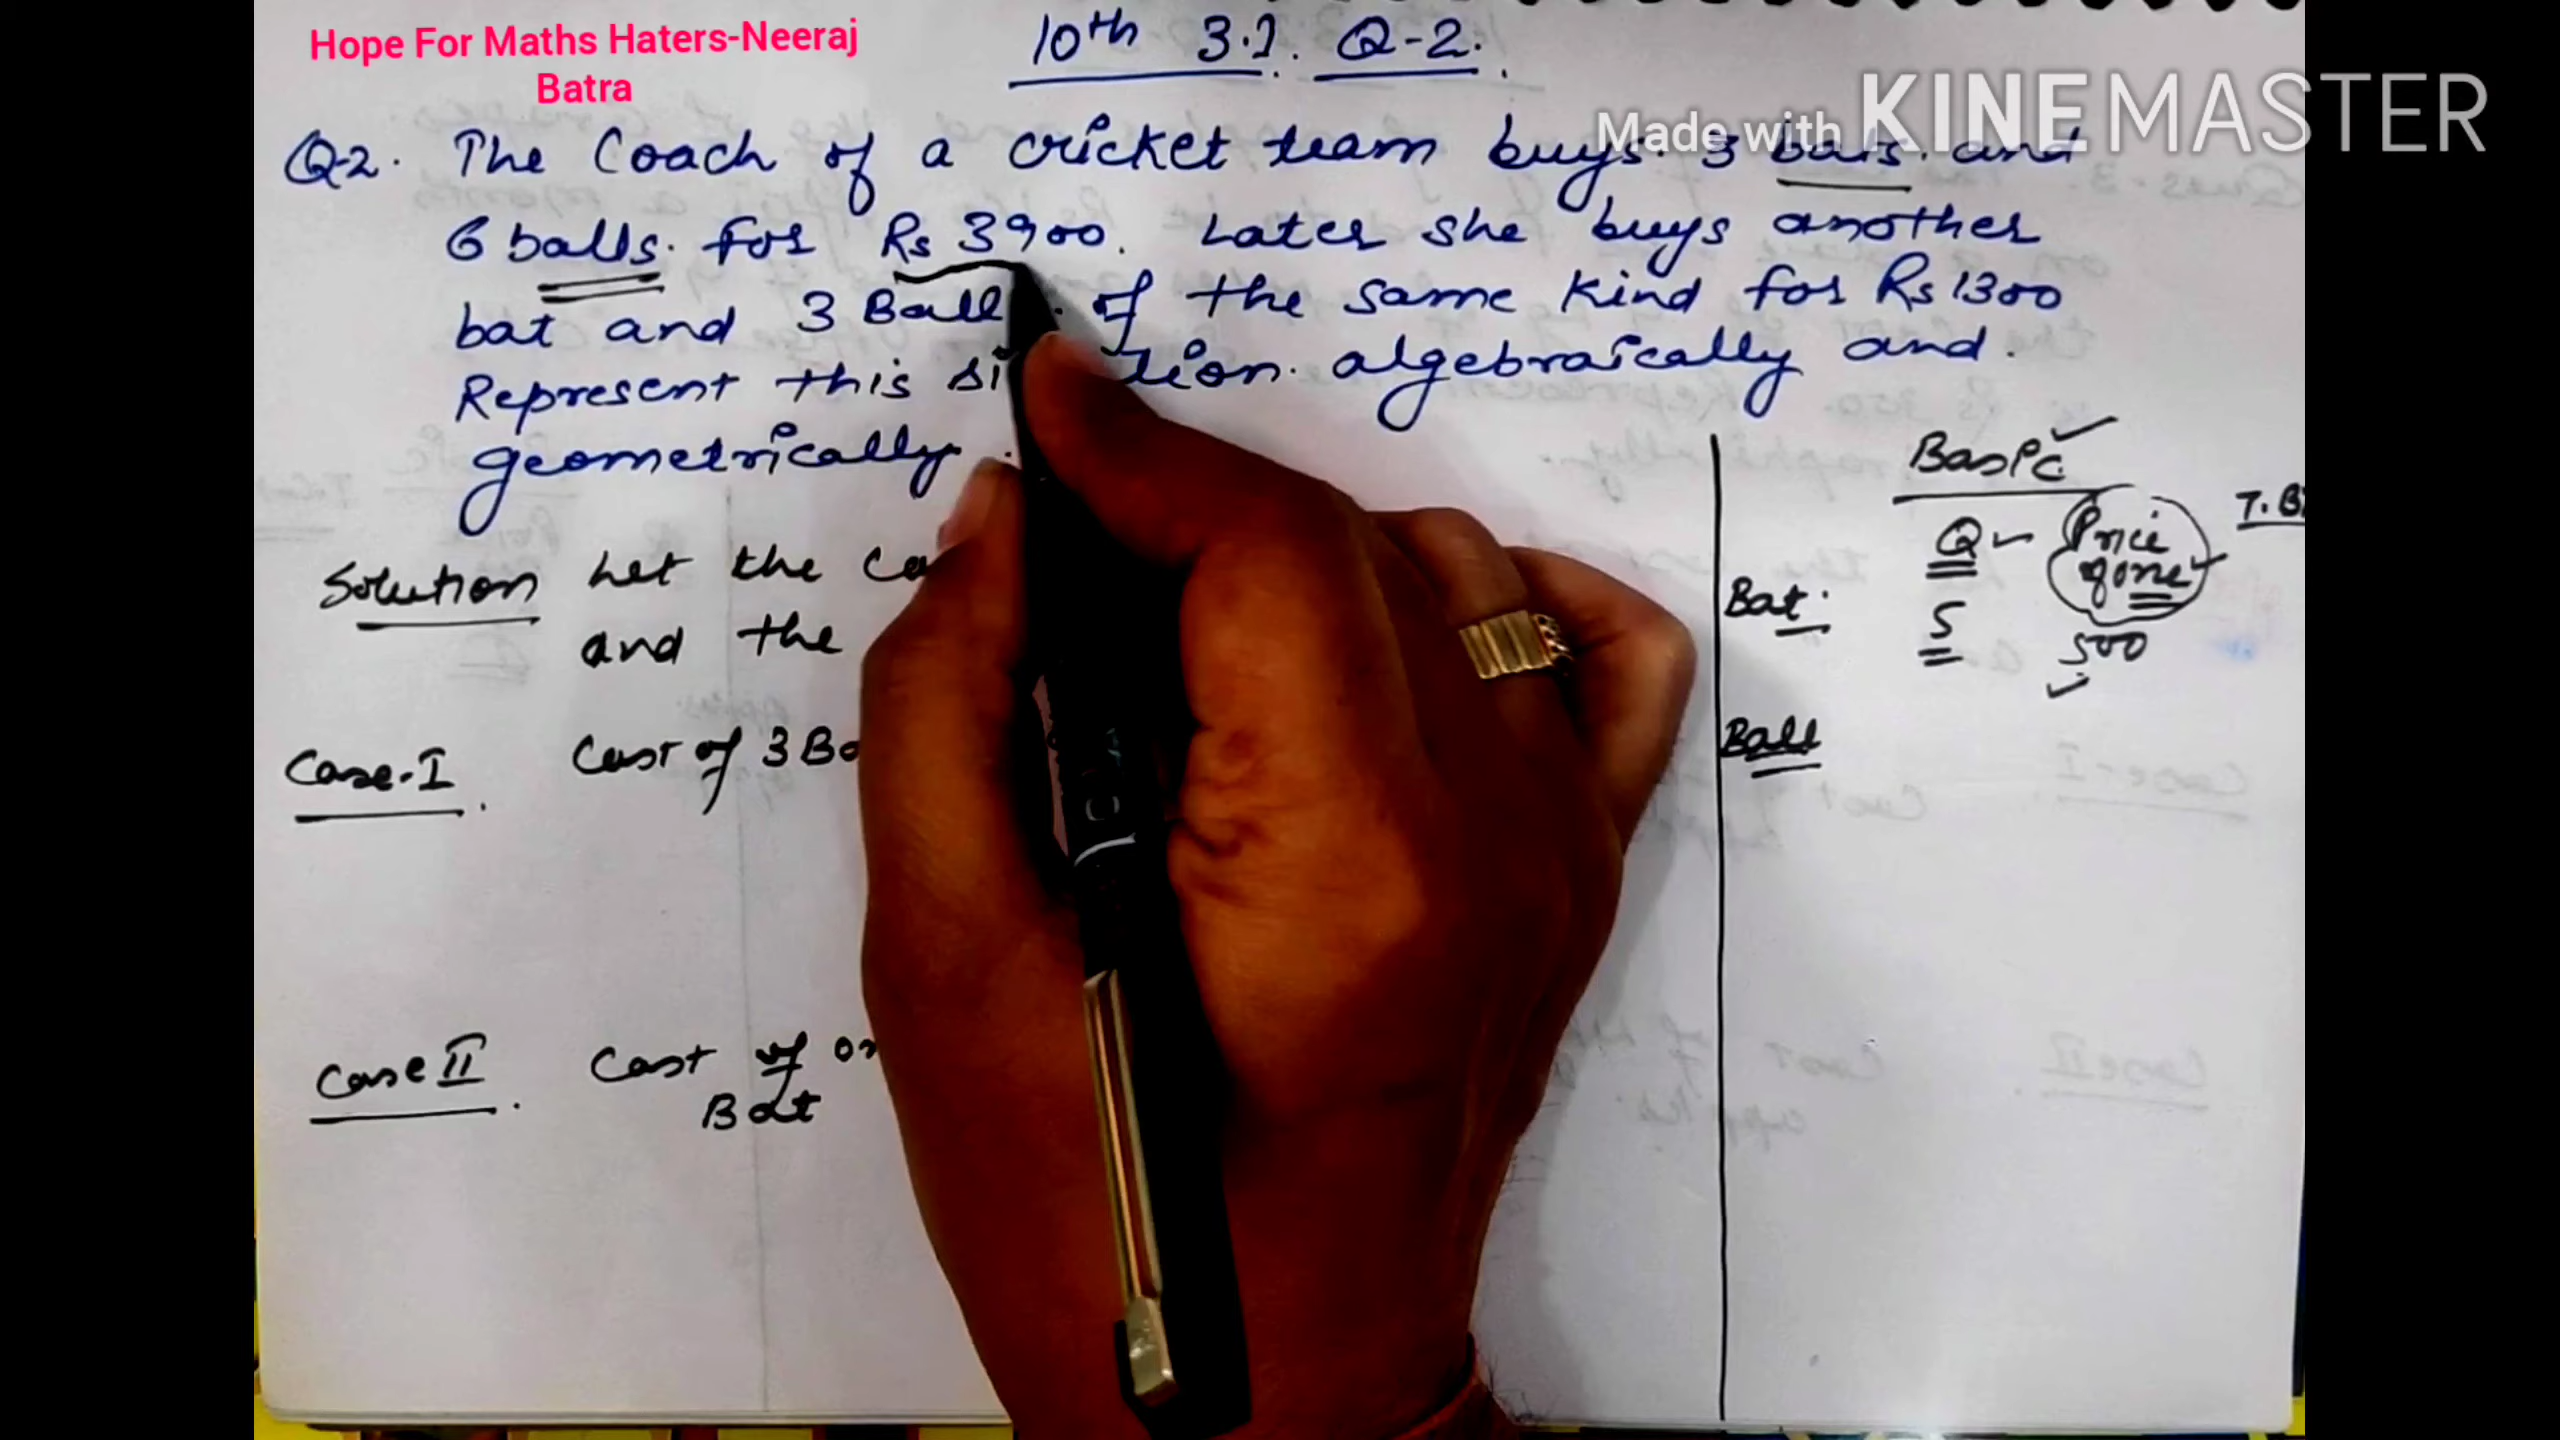 Hope For Maths Haters-Neeraj
Batra
10th 3.1. Q-2.
Made with KINEMASTER
Q-2. The Coach of a cricket team buys 3 bats and
6 balls for Rs 3900. Later she buys another
bat and 3 Ball of the same kind for Rs 1300
Represent this algebraically and
geometrically
Basic
Q Price
of one
T.B
Solution Let the
and the
Bat
5 500
Case-I Cost of 3
Ball
Case II Cost of
Bat